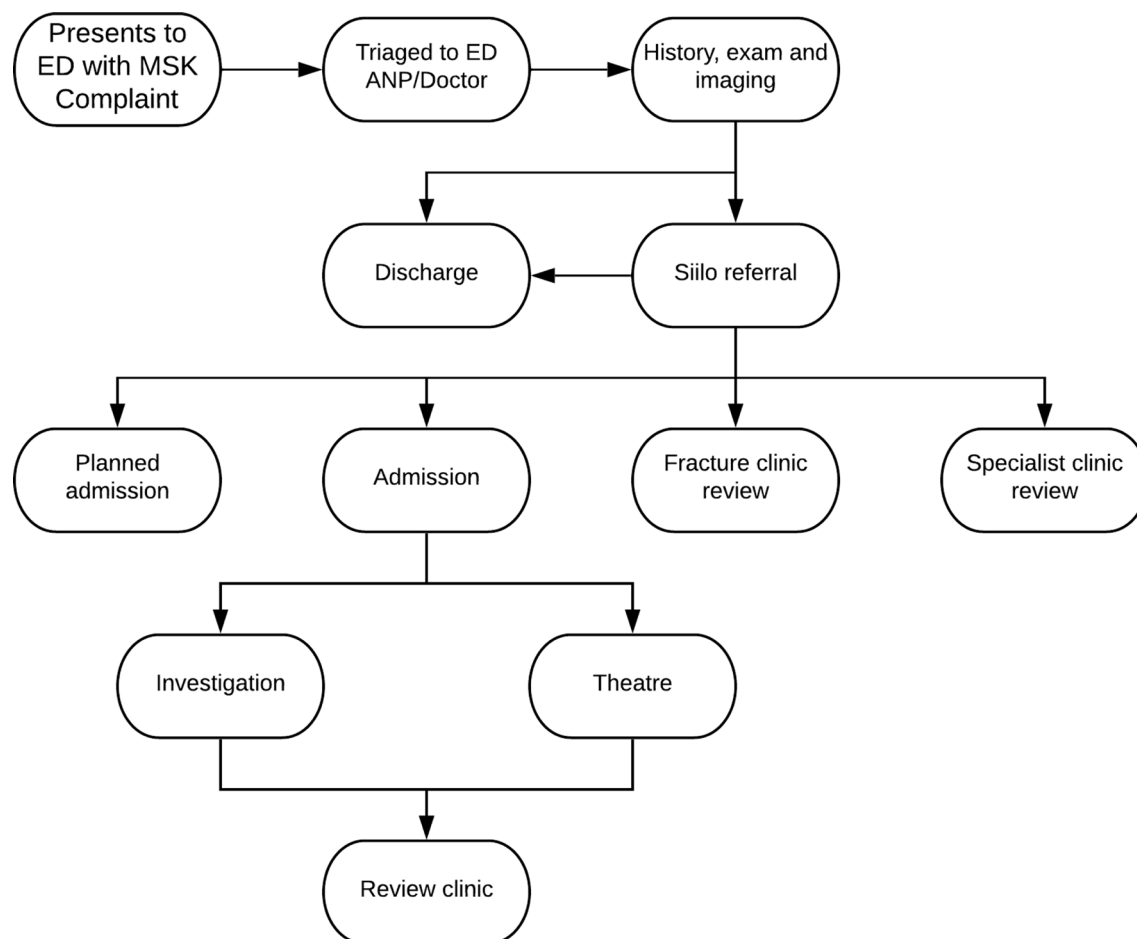 Presents to
ED with MSK
Complaint
Triaged to ED
ANP/Doctor
History, exam and
imaging
Discharge
Siilo referral
Planned
admission
Admission
Fracture clinic
review
Specialist clinic
review
Investigation
Theatre
Review clinic